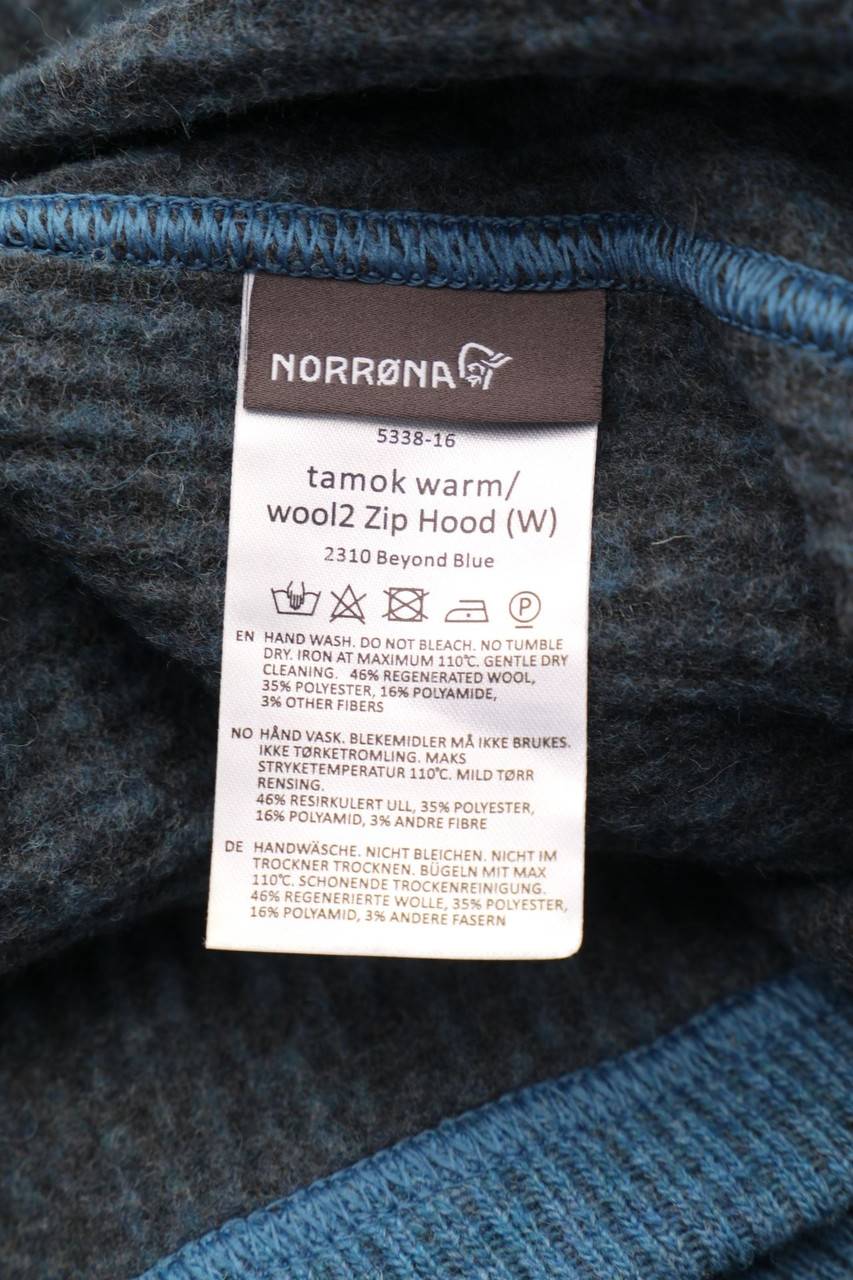 NORRØNA
5338-16
tamok warm/
wool2 Zip Hood (W)
2310 Beyond Blue
P
EN HAND WASH. DO NOT BLEACH. NO TUMBLE
DRY. IRON AT MAXIMUM 110℃. GENTLE DRY
CLEANING. 46% REGENERATED WOOL,
35% POLYESTER, 16% POLYAMIDE,
3% OTHER FIBERS
NO HÅND VASK. BLEKEMIDLER MÅ IKKE BRUKES.
IKKE TØRKETROMLING. MAKS
STRYKETEMPERATUR 110℃. MILD TØRR
RENSING.
46% RESIRKULERT ULL, 35% POLYESTER,
16% POLYAMID, 3% ANDRE FIBRE
DE HANDWÄSCHE. NICHT BLEICHEN. NICHT IM
TROCKNER TROCKNEN. BÜGELN MIT MAX
110℃. SCHONENDE TROCKENREINIGUNG.
46% REGENERIERTE WOLLE, 35% POLYESTER,
16% POLYAMID, 3% ANDERE FASERN